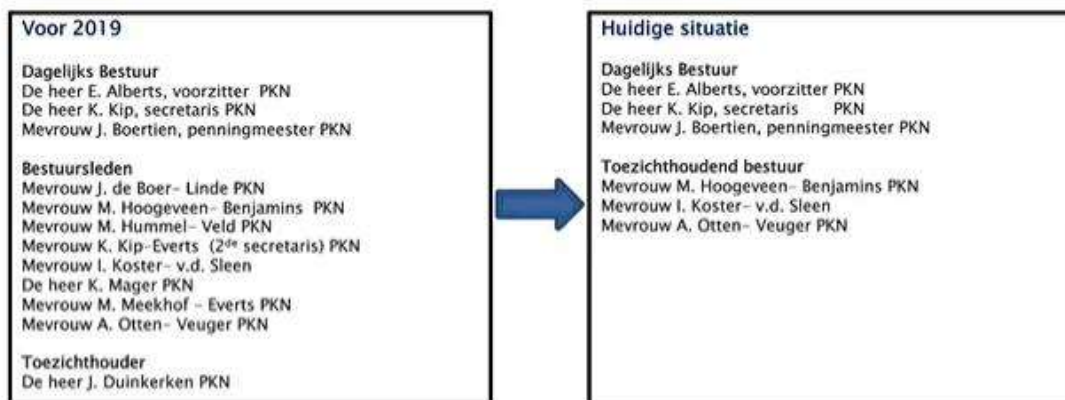 Voor 2019
Dagelijks Bestuur
De heer E. Alberts, voorzitter PKN
De heer K. Kip, secretaris PKN
Mevrouw J. Boertien, penningmeester PKN
Bestuursleden
Mevrouw J. de Boer- Linde PKN
Mevrouw M. Hoogeveen- Benjamins PKN
Mevrouw M. Hummel- Veld PKN
Mevrouw K. Kip-Everts (2de secretaris) PKN
Mevrouw I. Koster- v.d. Sleen
De heer K. Mager PKN
Mevrouw M. Meekhof - Everts PKN
Mevrouw A. Otten- Veuger PKN
Toezichthouder
De heer J. Duinkerken PKN
Huidige situatie
Dagelijks Bestuur
De heer E. Alberts, voorzitter PKN
De heer K. Kip, secretaris PKN
Mevrouw J. Boertien, penningmeester PKN
Toezichthoudend bestuur
Mevrouw M. Hoogeveen- Benjamins PKN
Mevrouw I. Koster- v.d. Sleen
Mevrouw A. Otten- Veuger PKN